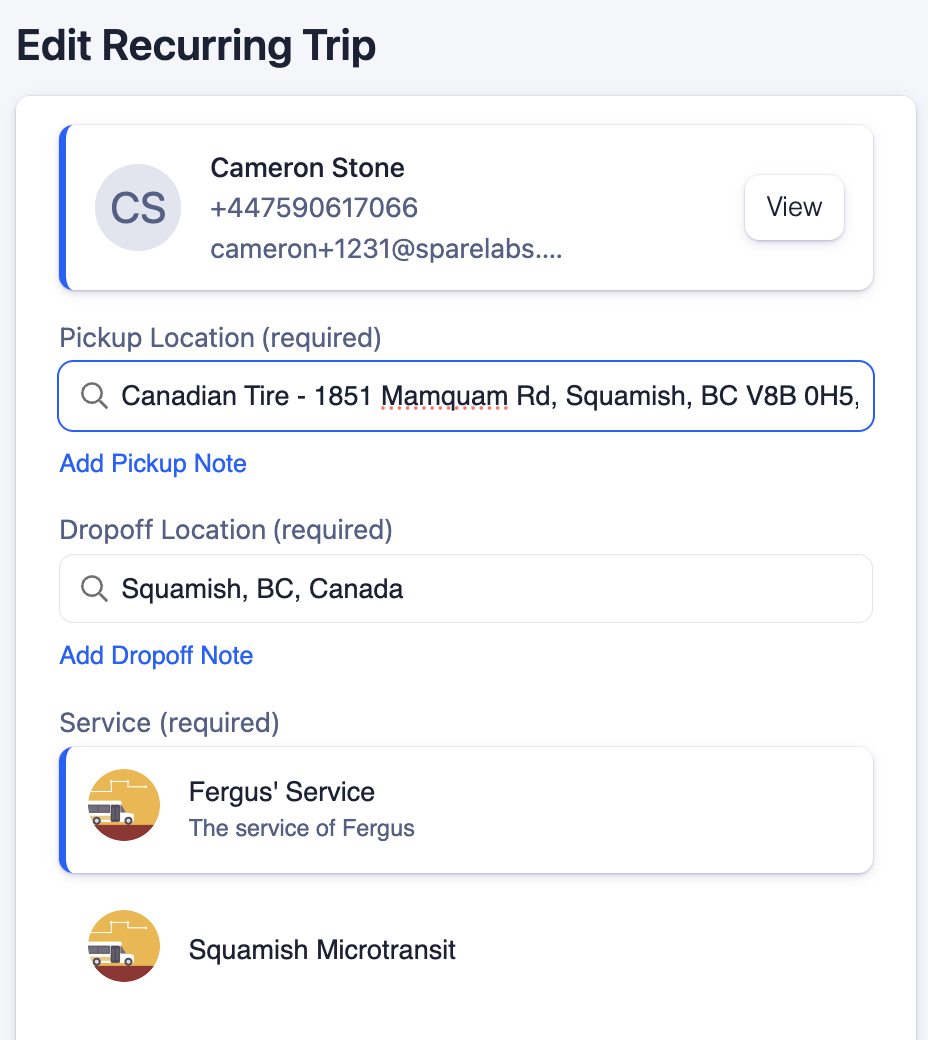 Edit Recurring Trip
CS
Cameron Stone
+447590617066
cameron+1231@sparelabs....
View
Pickup Location (required)
Canadian Tire - 1851 Mamquam Rd, Squamish, BC V8B 0H5,
Add Pickup Note
Dropoff Location (required)
Squamish, BC, Canada
Add Dropoff Note
Service (required)
Fergus' Service
The service of Fergus
Squamish Microtransit